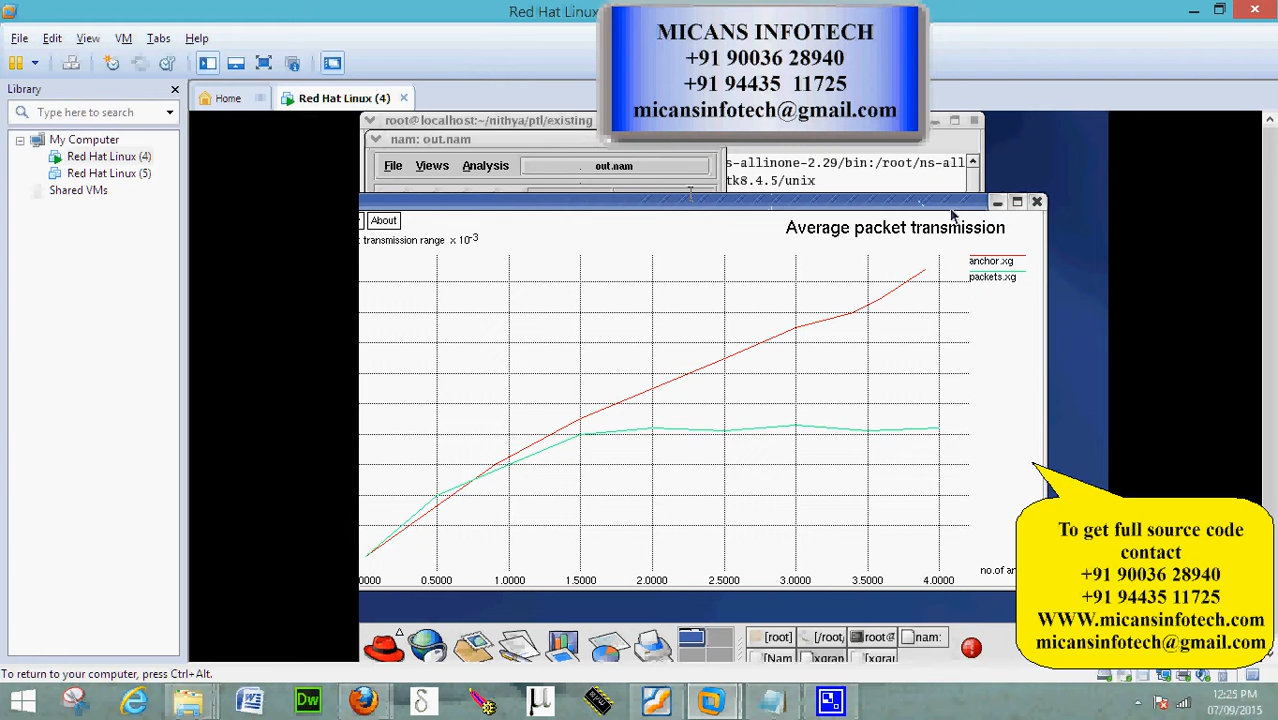 Red Hat Linux
MICANS INFOTECH
+91 90036 28940
+91 94435 11725
micansinfotech@gmail.com
File Edit View VM Tabs Help
Library
Type here to search
My Computer
Red Hat Linux (4)
Red Hat Linux (5)
Shared VMs
Home
Red Hat Linux (4)
root@localhost:~/nithya/ptl/existing
nam: out.nam
File Views Analysis out.nam
s-allinone-2.29/bin:/root/ns-all
tk8.4.5/unix
About
Average packet transmission
transmission range x 10-3
anchor.xg
packets.xg
0000 0.5000 1.0000 1.5000 2.0000 2.5000 3.0000 3.5000 4.0000
no.of an
To get full source code
contact
+91 90036 28940
+91 94435 11725
WWW.micansinfotech.com
micansinfotech@gmail.com
[root] [/root/, root@ nam:
[Nam xgrap [xgrar
To return to your computer, press Ctrl+Alt.
Dw
δ
µ
12:25 PM
07/09/2015